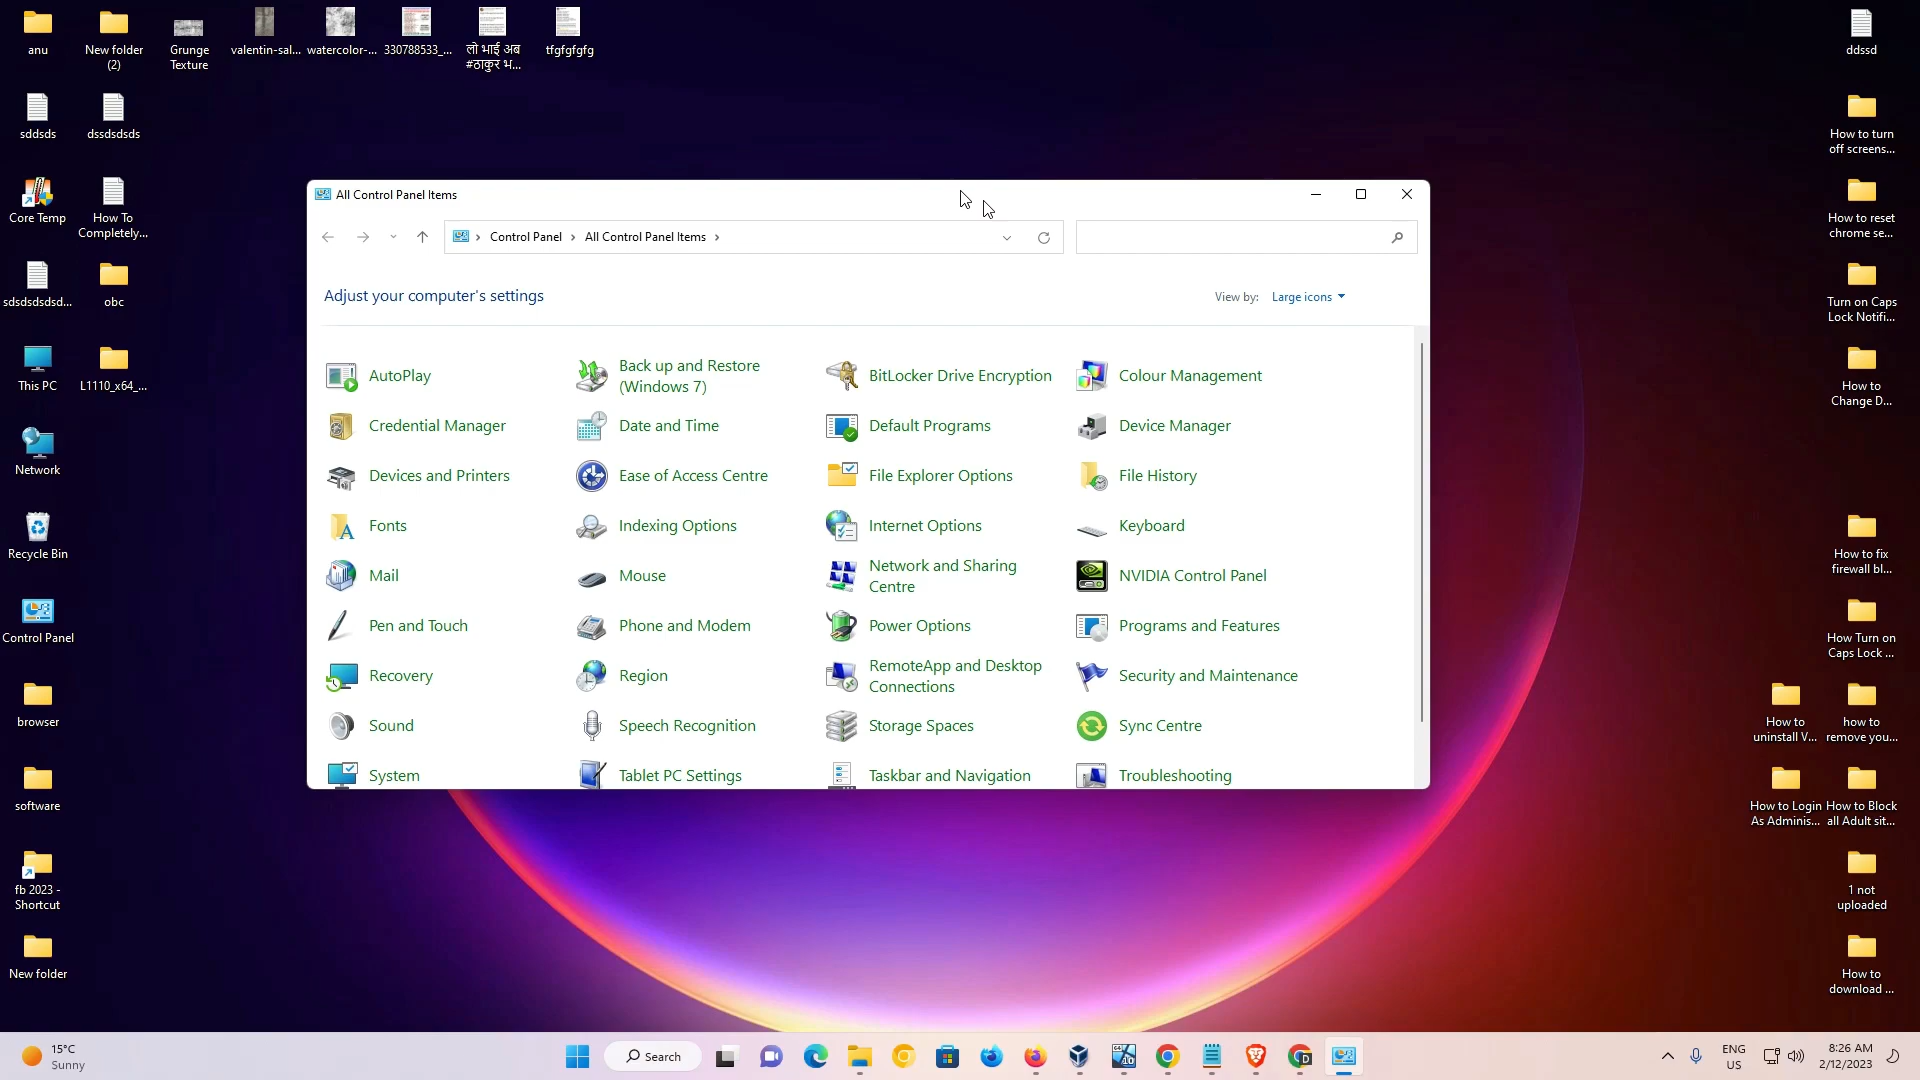 anu
New folder
(2)
Grunge
Texture
valentin-sal...
watercolor-...
330788533_...
लो भाई अब
#ठाकुर भ...
tfgfgfgfg
ddssd
sddsds
dssdsdsds
How to turn
off screens...
Core Temp
How To
Completely...
How to reset
chrome se...
sdsdsdsdsd...
obc
Turn on Caps
Lock Notifi...
This PC
L1110_x64_...
How to
Change D...
Network
Recycle Bin
How to fix
firewall bl...
Control Panel
How Turn on
Caps Lock ...
browser
How to
uninstall V...
how to
remove you...
software
How to Login
As Adminis...
How to Block
all Adult sit...
fb 2023 -
Shortcut
1 not
uploaded
New folder
How to
download ...
All Control Panel Items
Control Panel
All Control Panel Items
Adjust your computer's settings
View by: Large icons
AutoPlay
Back up and Restore
(Windows 7)
BitLocker Drive Encryption
Colour Management
Credential Manager
Date and Time
Default Programs
Device Manager
Devices and Printers
Ease of Access Centre
File Explorer Options
File History
Fonts
Indexing Options
Internet Options
Keyboard
Mail
Mouse
Network and Sharing
Centre
NVIDIA Control Panel
Pen and Touch
Phone and Modem
Power Options
Programs and Features
Recovery
Region
RemoteApp and Desktop
Connections
Security and Maintenance
Sound
Speech Recognition
Storage Spaces
Sync Centre
System
Tablet PC Settings
Taskbar and Navigation
Troubleshooting
15°C
Sunny
Search
64
10
D
ENG
US
8:26 AM
2/12/2023